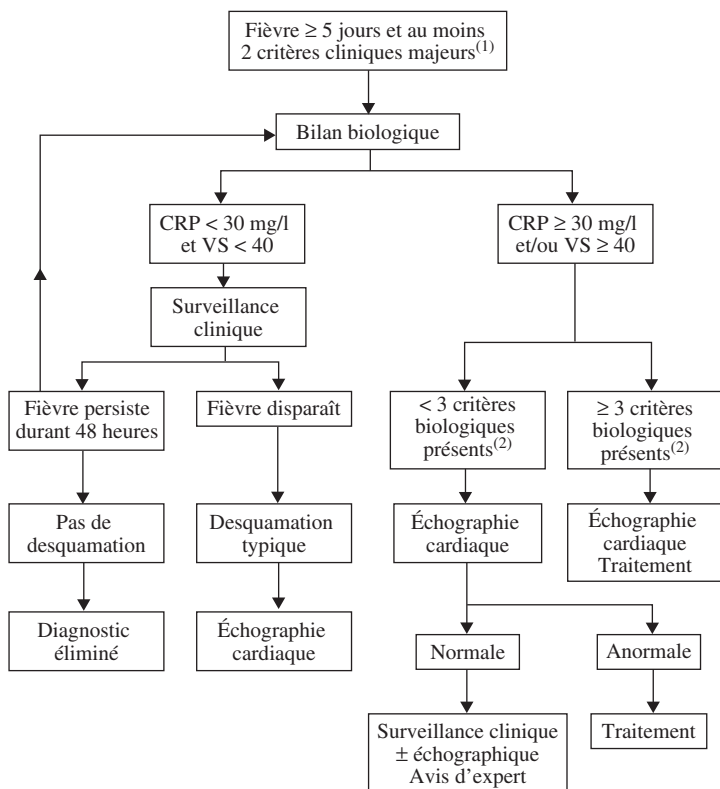 Fièvre ≥ 5 jours et au moins
2 critères cliniques majeurs(1)
Bilan biologique
CRP < 30 mg/l
et VS < 40
CRP ≥ 30 mg/l
et/ou VS ≥ 40
Surveillance
clinique
Fièvre persiste
durant 48 heures
Fièvre disparaît
< 3 critères
biologiques
présents(2)
≥ 3 critères
biologiques
présents(2)
Pas de
desquamation
Desquamation
typique
Échographie
cardiaque
Échographie
cardiaque
Traitement
Diagnostic
éliminé
Échographie
cardiaque
Normale
Anormale
Surveillance clinique
± échographique
Avis d’expert
Traitement